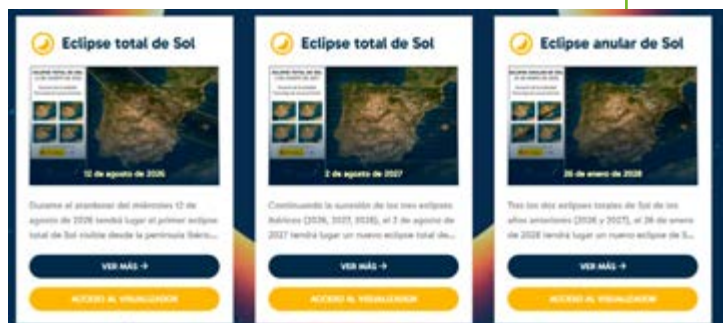 Eclipse total de Sol
12 de agosto de 2026
Durante el atardecer del miércoles 12 de
agosto de 2026 tendrá lugar el primer eclipse
total de Sol visible desde la península Ibéric...
VER MÁS →
ACCESO AL VISUALIZADOR
Eclipse total de Sol
2 de agosto de 2027
Continuando la sucesión de los tres eclipses
ibéricos (2026, 2027, 2028), el 2 de agosto de
2027 tendrá lugar un nuevo eclipse total de...
VER MÁS →
ACCESO AL VISUALIZADOR
Eclipse anular de Sol
26 de enero de 2028
Tras los dos eclipses totales de Sol de los
años anteriores (2026 y 2027), el 26 de enero
de 2028 tendrá lugar un nuevo eclipse de S...
VER MÁS →
ACCESO AL VISUALIZADOR